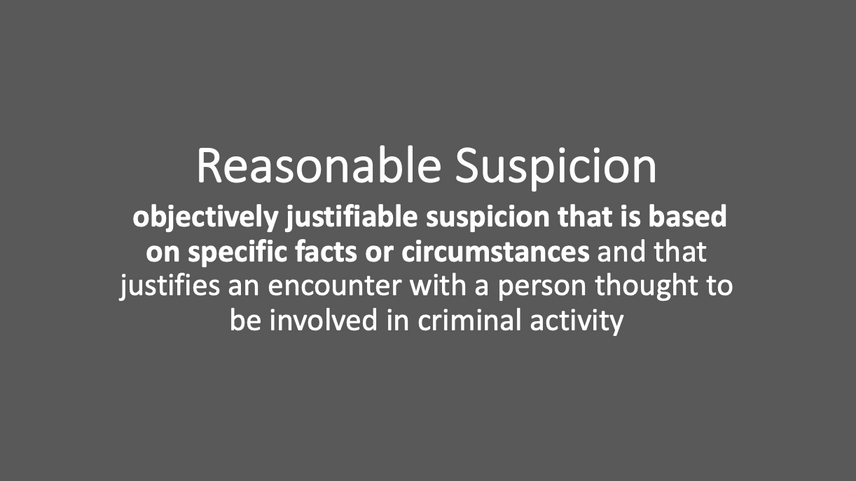 Reasonable Suspicion
objectively justifiable suspicion that is based
on specific facts or circumstances and that
justifies an encounter with a person thought to
be involved in criminal activity